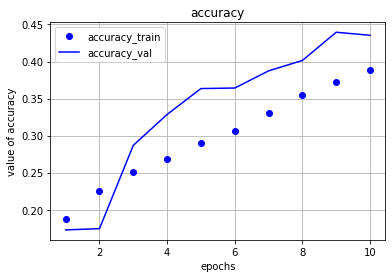 accuracy
accuracy_train
accuracy_val
value of accuracy
0.45
0.40
0.35
0.30
0.25
0.20
2 4 6 8 10
epochs